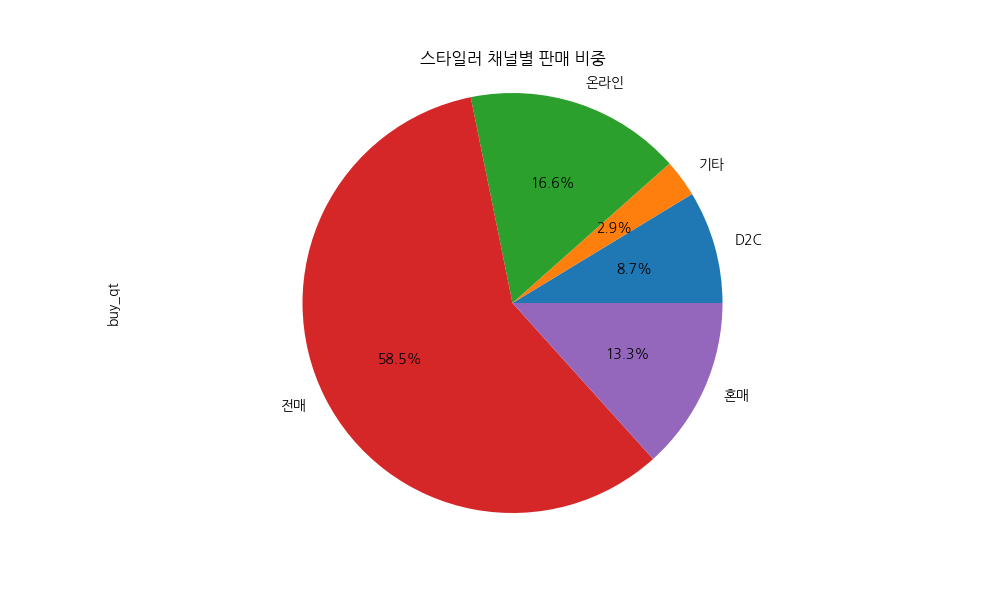 스타일러 채널별 판매 비중
온라인
기타
16.6%
2.9%
D2C
8.7%
buy_qt
13.3%
58.5%
혼매
전매